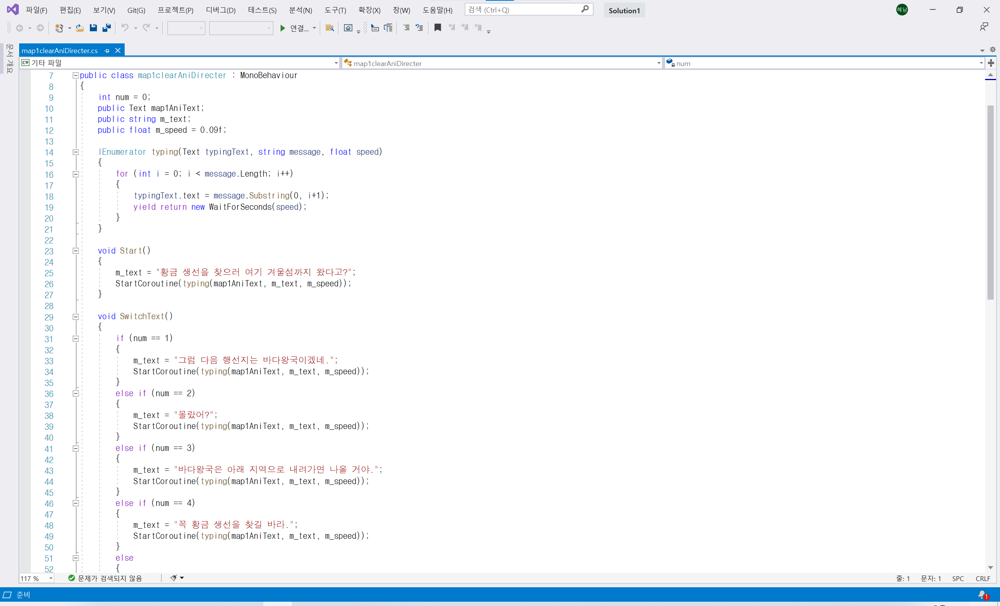 파일(F) 편집(E) 보기(V) Git(G) 프로젝트(P) 디버그(D) 테스트(S) 분석(N) 도구(T) 확장(X) 창(W) 도움말(H) 검색 (Ctrl+Q) Solution1 혜남
연결...
문서 개요
map1clearAniDirecter.cs
C# 기타 파일 map1clearAniDirecter num
7 public class map1clearAniDirecter : MonoBehaviour
8 {
9 int num = 0;
10 public Text map1AniText;
11 public string m_text;
12 public float m_speed = 0.09f;
13
14 IEnumerator typing(Text typingText, string message, float speed)
15 {
16 for (int i = 0; i < message.Length; i++)
17 {
18 typingText.text = message.Substring(0, i+1);
19 yield return new WaitForSeconds(speed);
20 }
21 }
22
23 void Start()
24 {
25 m_text = "황금 생선을 찾으러 여기 겨울섬까지 왔다고?";
26 StartCoroutine(typing(map1AniText, m_text, m_speed));
27 }
28
29 void SwitchText()
30 {
31 if (num == 1)
32 {
33 m_text = "그럼 다음 행선지는 바다왕국이겠네.";
34 StartCoroutine(typing(map1AniText, m_text, m_speed));
35 }
36 else if (num == 2)
37 {
38 m_text = "몰랐어?";
39 StartCoroutine(typing(map1AniText, m_text, m_speed));
40 }
41 else if (num == 3)
42 {
43 m_text = "바다왕국은 아래 지역으로 내려가면 나올 거야.";
44 StartCoroutine(typing(map1AniText, m_text, m_speed));
45 }
46 else if (num == 4)
47 {
48 m_text = "꼭 황금 생선을 찾길 바라.";
49 StartCoroutine(typing(map1AniText, m_text, m_speed));
50 }
51 else
52 {
117 % 문제가 검색되지 않음 줄: 1 문자: 1 SPC CRLF
준비 1